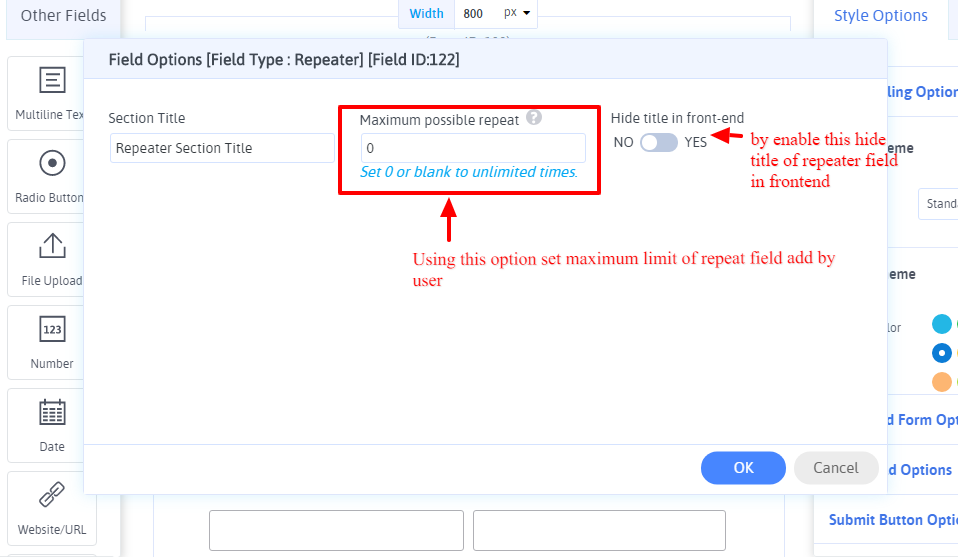 Other Fields
Width 800 px
Style Options
Field Options [Field Type : Repeater] [Field ID:122]
Multiline Tex
Radio Button
File Upload
123
Number
Date
Website/URL
Section Title
Repeater Section Title
Maximum possible repeat ?
0
Set 0 or blank to unlimited times.
Hide title in front-end
NO YES
by enable this hide
title of repeater field
in frontend
Using this option set maximum limit of repeat field add by
user
OK
Cancel
ling Option
eme
Standa
eme
lor
d Form Opt
d Options
Submit Button Optio